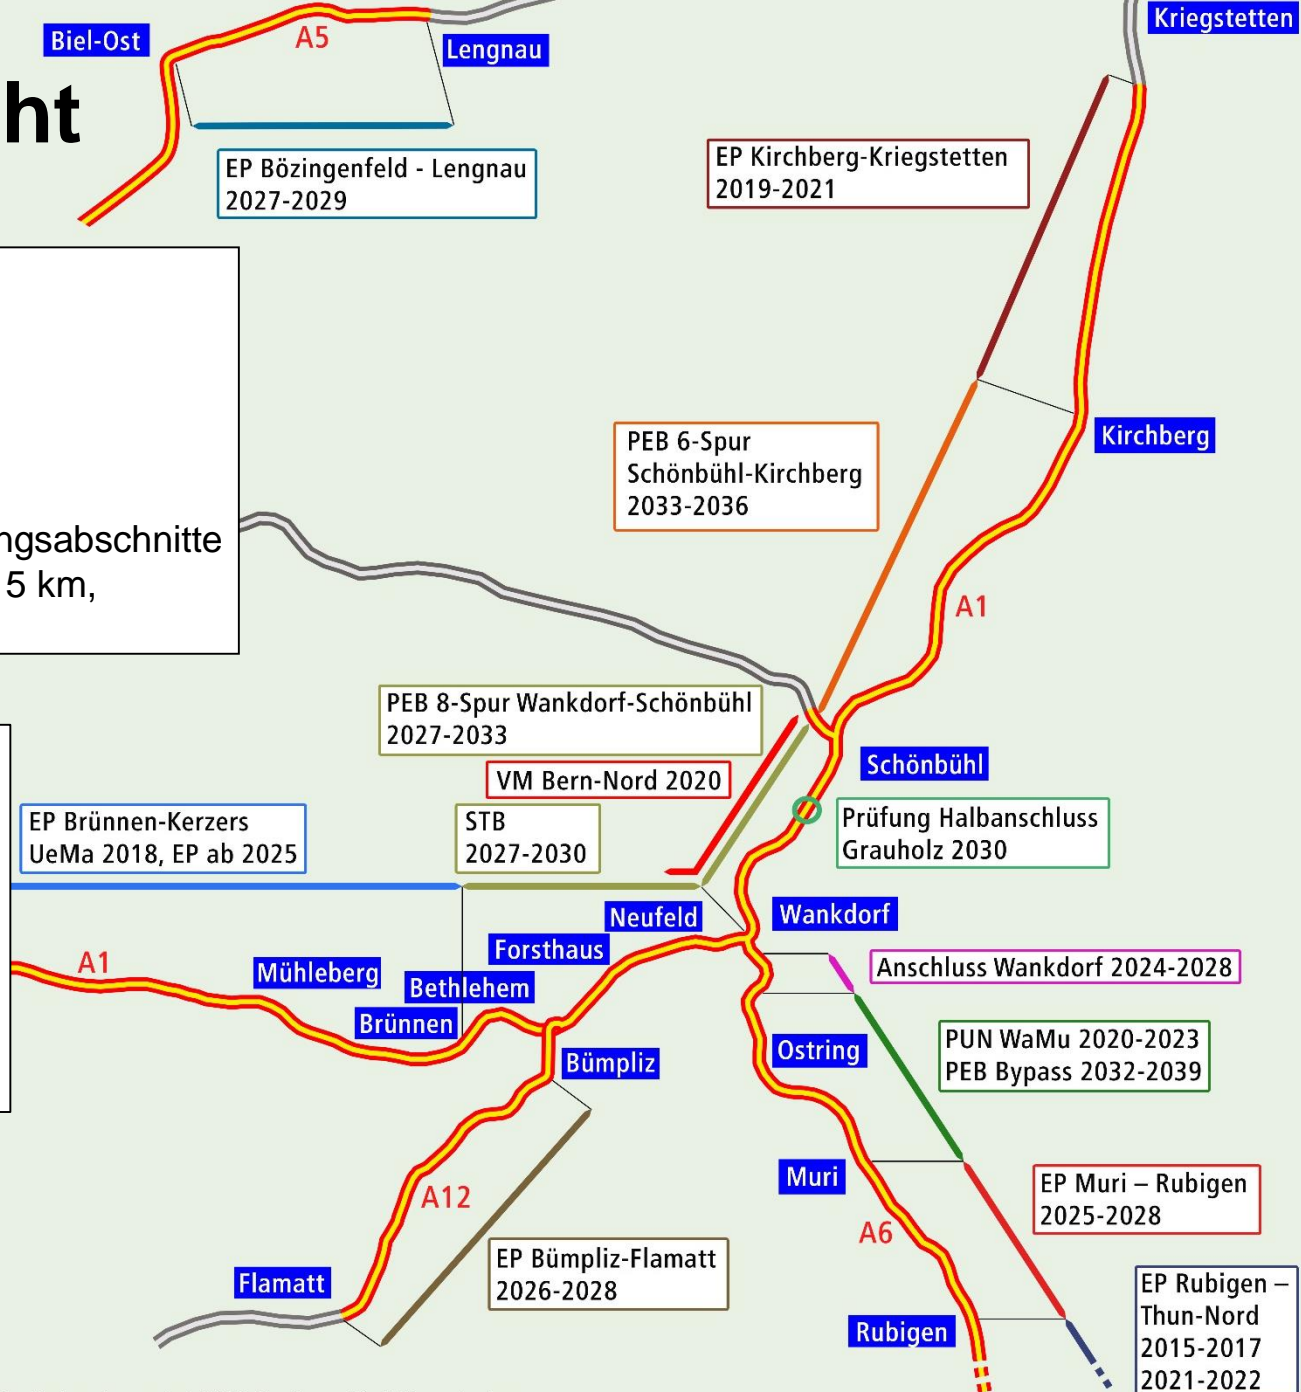 Kriegstetten
Biel-Ost
A5
Lengnau
ht
EP Bözingenfeld - Lengnau
2027-2029
EP Kirchberg-Kriegstetten
2019-2021
PEB 6-Spur
Schönbühl-Kirchberg
2033-2036
Kirchberg
ngsabschnitte
5 km,
A1
PEB 8-Spur Wankdorf-Schönbühl
2027-2033
VM Bern-Nord 2020
Schönbühl
EP Brünnen-Kerzers
UeMa 2018, EP ab 2025
STB
2027-2030
Prüfung Halbanschluss
Grauholz 2030
Neufeld
Wankdorf
Forsthaus
A1
Mühleberg
Bethlehem
Brünnen
Anschluss Wankdorf 2024-2028
Bümpliz
Ostring
PUN WaMu 2020-2023
PEB Bypass 2032-2039
Muri
A12
A6
EP Muri – Rubigen
2025-2028
Flamatt
EP Bümpliz-Flamatt
2026-2028
Rubigen
EP Rubigen –
Thun-Nord
2015-2017
2021-2022